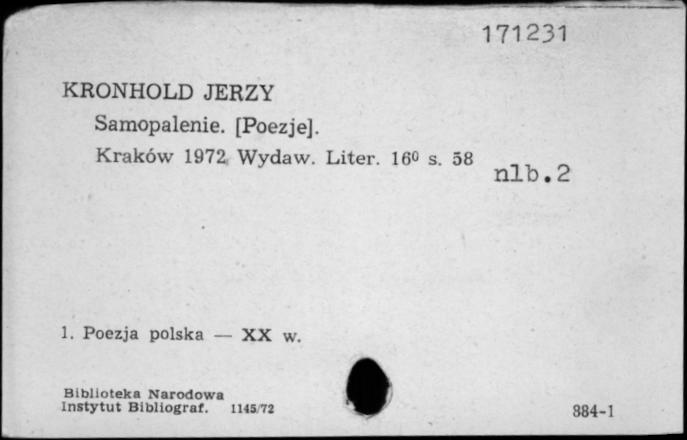 171231
KRONHOLD JERZY
Samopalenie. [Poezje].
Kraków 1972 Wydaw. Liter. 16⁰ s. 58
nlb.2
1. Poezja polska — XX w.
Biblioteka Narodowa
Instytut Bibliograf. 1145/72
884-1